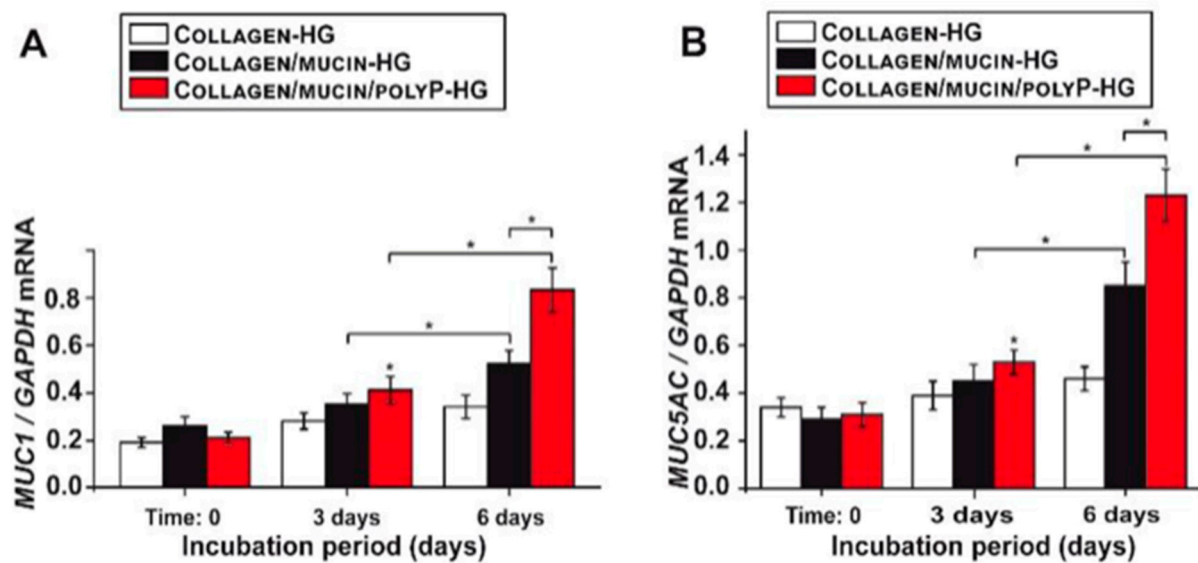 A
COLLAGEN-HG
COLLAGEN/MUCIN-HG
COLLAGEN/MUCIN/POLYP-HG
MUC1 / GAPDH mRNA
0.8
0.6
0.4
0.2
0.0
*
*
*
*
Time: 0
3 days
6 days
Incubation period (days)
B
COLLAGEN-HG
COLLAGEN/MUCIN-HG
COLLAGEN/MUCIN/POLYP-HG
MUC5AC / GAPDH mRNA
1.4
1.2
1.0
0.8
0.6
0.4
0.2
0.0
*
*
*
*
Time: 0
3 days
6 days
Incubation period (days)